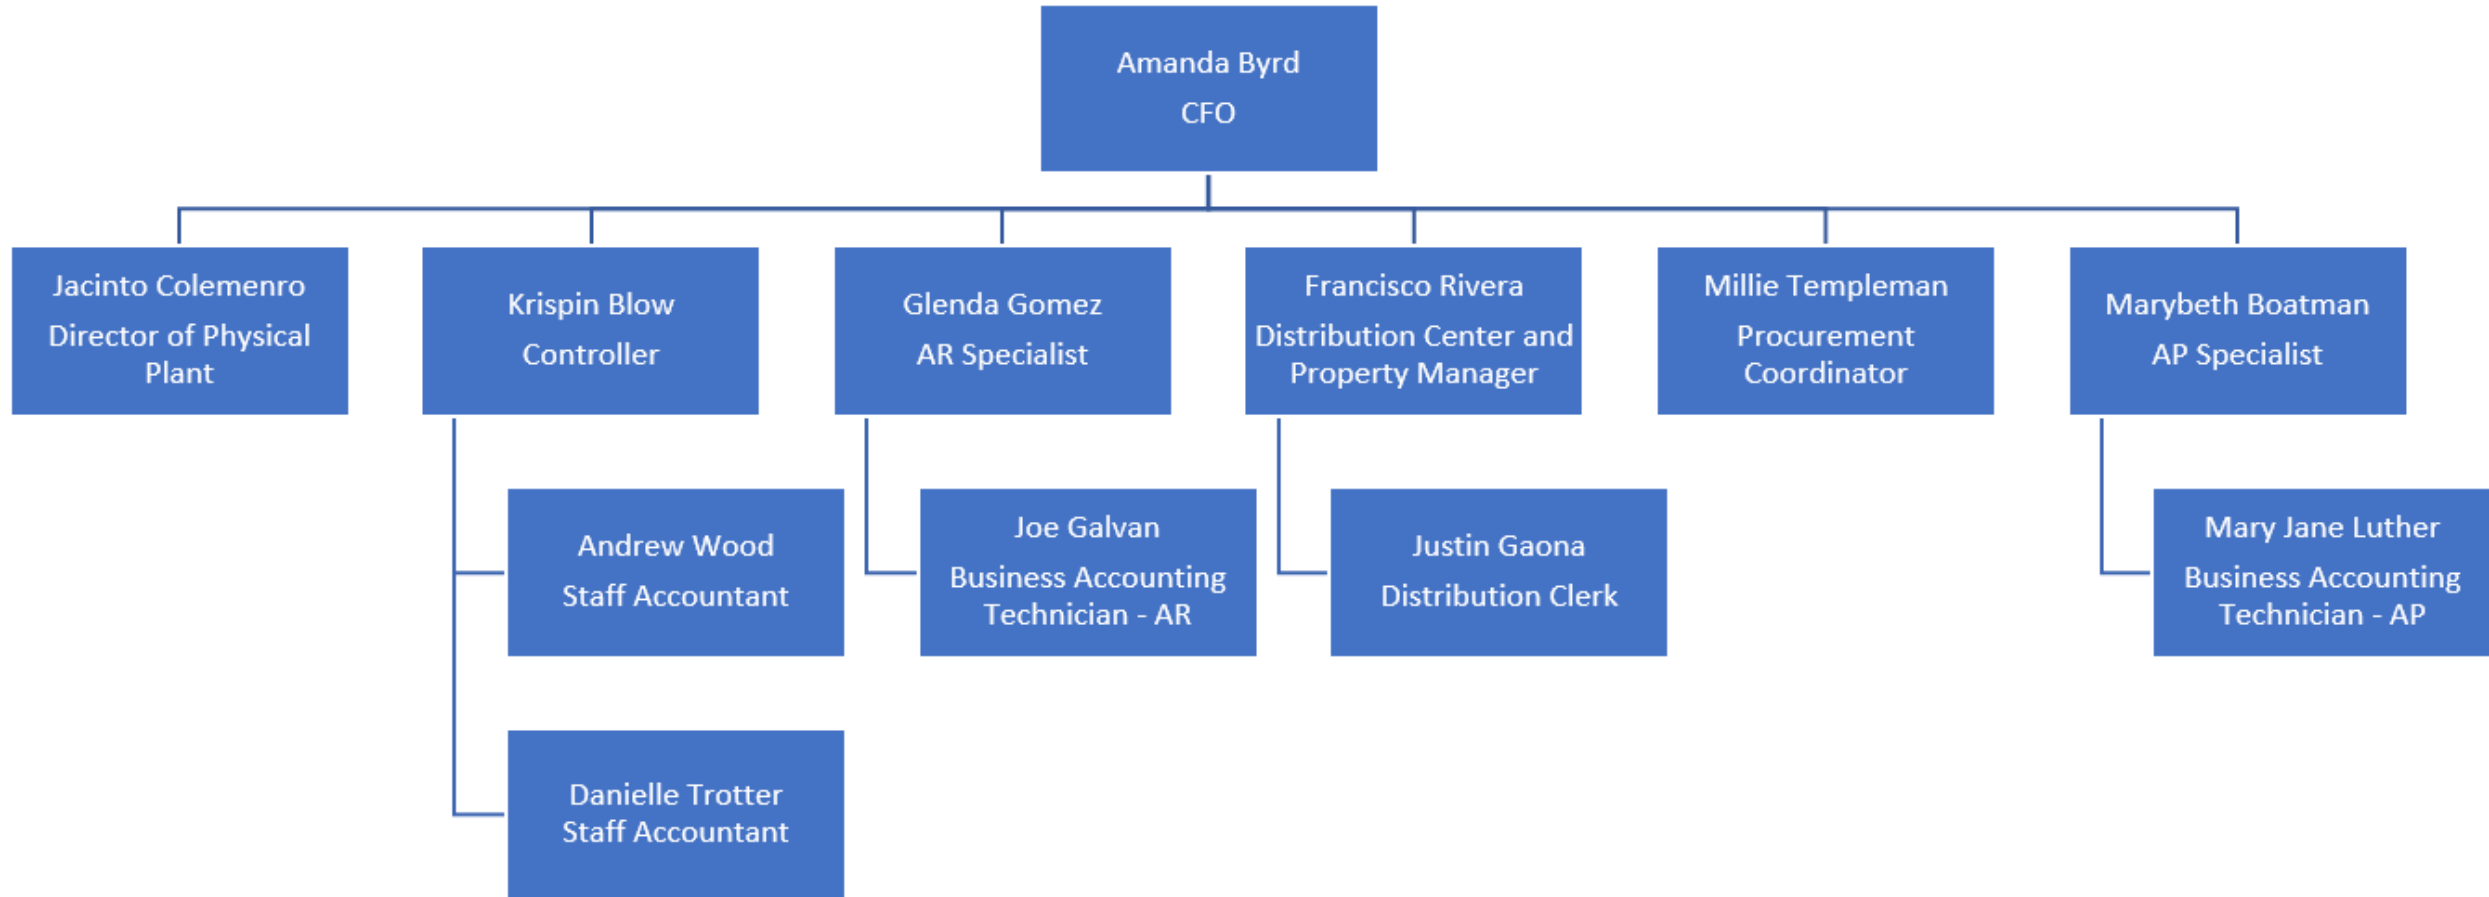 Amanda Byrd
CFO
Jacinto Colemenro
Director of Physical
Plant
Krispin Blow
Controller
Glenda Gomez
AR Specialist
Francisco Rivera
Distribution Center and
Property Manager
Millie Templeman
Procurement
Coordinator
Marybeth Boatman
AP Specialist
Andrew Wood
Staff Accountant
Joe Galvan
Business Accounting
Technician - AR
Justin Gaona
Distribution Clerk
Mary Jane Luther
Business Accounting
Technician - AP
Danielle Trotter
Staff Accountant